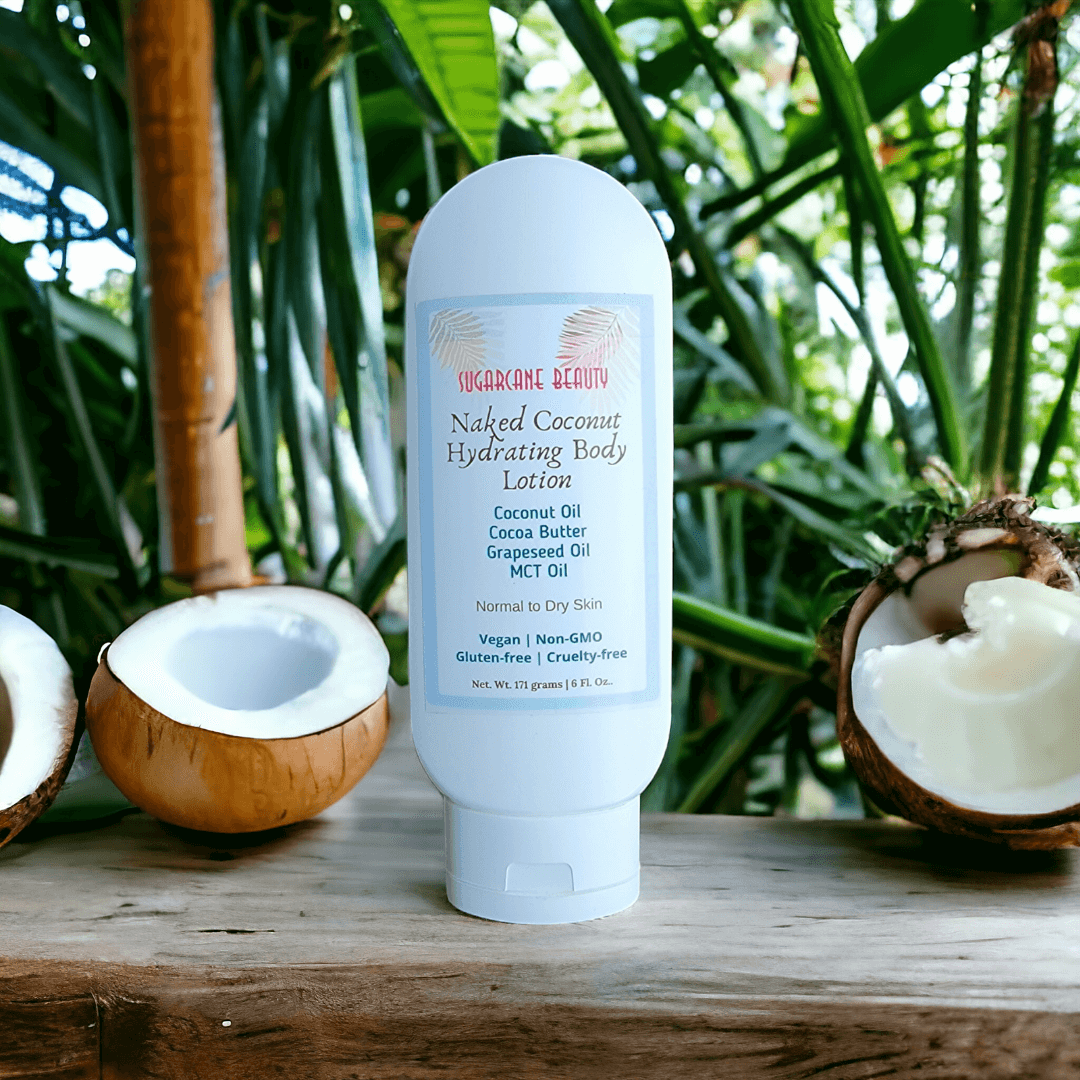 SUGARCANE BEAUTY
Naked Coconut
Hydrating Body
Lotion
Coconut Oil
Cocoa Butter
Grapeseed Oil
MCT Oil
Normal to Dry Skin
Vegan | Non-GMO
Gluten-free | Cruelty-free
Net. Wt. 171 grams | 6 Fl. Oz..